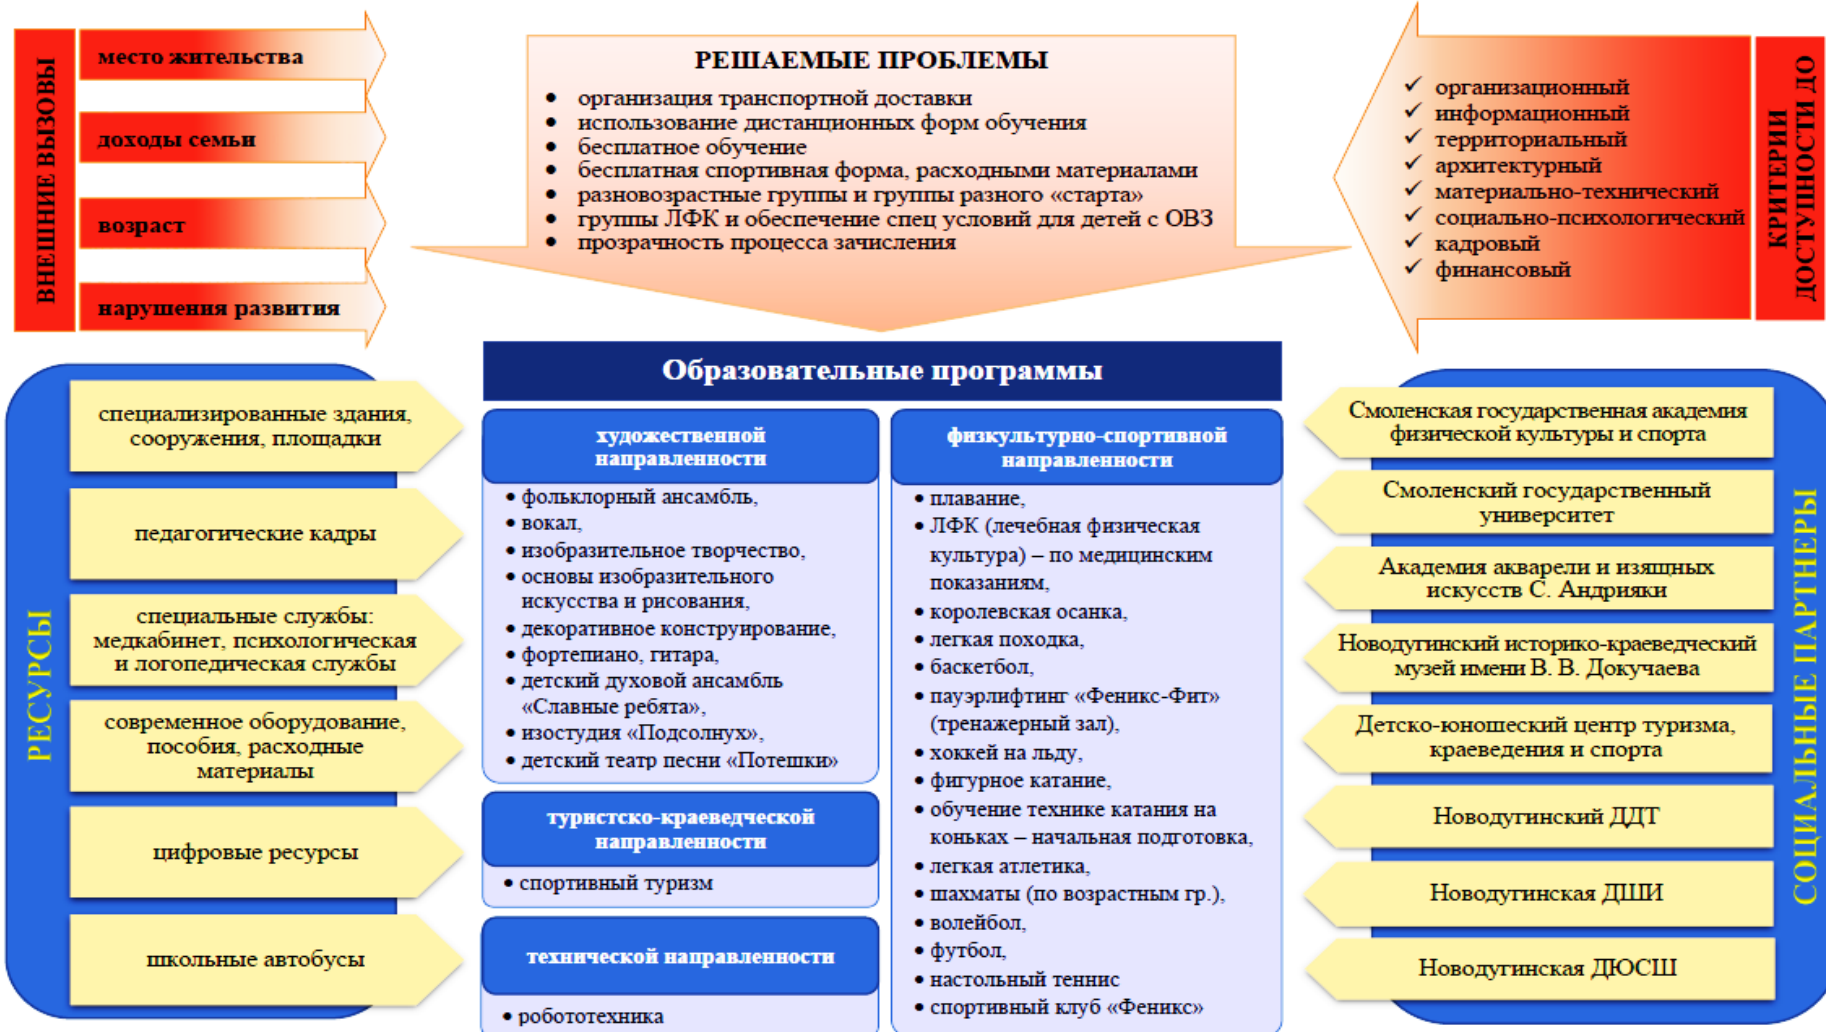 ВНЕШНИЕ ВЫЗОВЫ
место жительства
доходы семьи
возраст
нарушения развития
РЕШАЕМЫЕ ПРОБЛЕМЫ
• организация транспортной доставки
• использование дистанционных форм обучения
• бесплатное обучение
• бесплатная спортивная форма, расходными материалами
• разновозрастные группы и группы разного «старта»
• группы ЛФК и обеспечение спец условий для детей с ОВЗ
• прозрачность процесса зачисления
✓ организационный
✓ информационный
✓ территориальный
✓ архитектурный
✓ материально-технический
✓ социально-психологический
✓ кадровый
✓ финансовый
КРИТЕРИИ
ДОСТУПНОСТИ ДО
РЕСУРСЫ
специализированные здания,
сооружения, площадки
педагогические кадры
специальные службы:
медкабинет, психологическая
и логопедическая службы
современное оборудование,
пособия, расходные
материалы
цифровые ресурсы
школьные автобусы
Образовательные программы
художественной
направленности
• фольклорный ансамбль,
• вокал,
• изобразительное творчество,
• основы изобразительного
искусства и рисования,
• декоративное конструирование,
• фортепиано, гитара,
• детский духовой ансамбль
«Славные ребята»,
• изостудия «Подсолнух»,
• детский театр песни «Потешки»
туристско-краеведческой
направленности
• спортивный туризм
технической направленности
• робототехника
физкультурно-спортивной
направленности
• плавание,
• ЛФК (лечебная физическая
культура) – по медицинским
показаниям,
• королевская осанка,
• легкая походка,
• баскетбол,
• пауэрлифтинг «Феникс-Фит»
(тренажерный зал),
• хоккей на льду,
• фигурное катание,
• обучение технике катания на
коньках – начальная подготовка,
• легкая атлетика,
• шахматы (по возрастным гр.),
• волейбол,
• футбол,
• настольный теннис
• спортивный клуб «Феникс»
Смоленская государственная академия
физической культуры и спорта
Смоленский государственный
университет
Академия акварели и изящных
искусств С. Андрияки
Новодугинский историко-краеведческий
музей имени В. В. Докучаева
Детско-юношеский центр туризма,
краеведения и спорта
Новодугинский ДДТ
Новодугинская ДШИ
Новодугинская ДЮСШ
СОЦИАЛЬНЫЕ ПАРТНЕРЫ